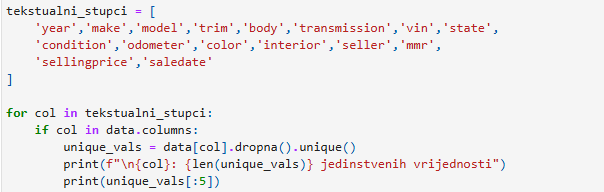 tekstualni_stupci = [
    'year','make','model','trim','body','transmission','vin','state',
    'condition','odometer','color','interior','seller','mmr',
    'sellingprice','saledate'
]
for col in tekstualni_stupci:
    if col in data.columns:
        unique_vals = data[col].dropna().unique()
        print(f"\n{col}: {len(unique_vals)} jedinstvenih vrijednosti")
        print(unique_vals[:5])